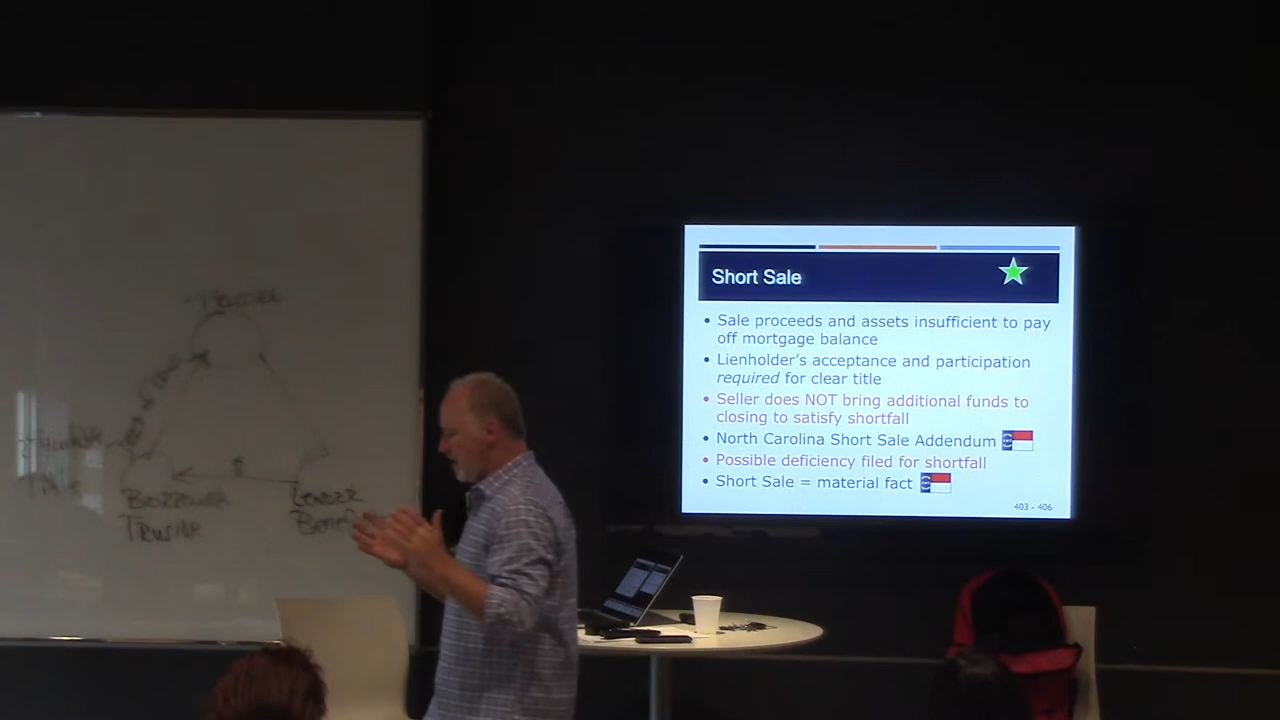 TRUSTEE
BORROWER
TRUSTOR
LENDER
Short Sale
• Sale proceeds and assets insufficient to pay
off mortgage balance
• Lienholder's acceptance and participation
required for clear title
• Seller does NOT bring additional funds to
closing to satisfy shortfall
• North Carolina Short Sale Addendum
• Possible deficiency filed for shortfall
• Short Sale = material fact
403 - 406